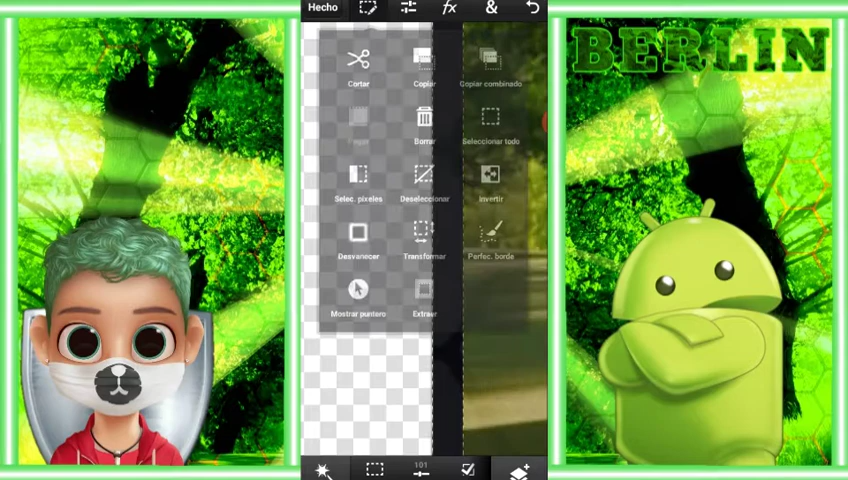 Hecho
fx
&
BERLIN
Cortar
Copiar
Copiar combinado
Pegar
Borrar
Seleccionar todo
Selec. píxeles
Deseleccionar
Invertir
Desvanecer
Transformar
Perfec. borde
Mostrar puntero
Extraer
101